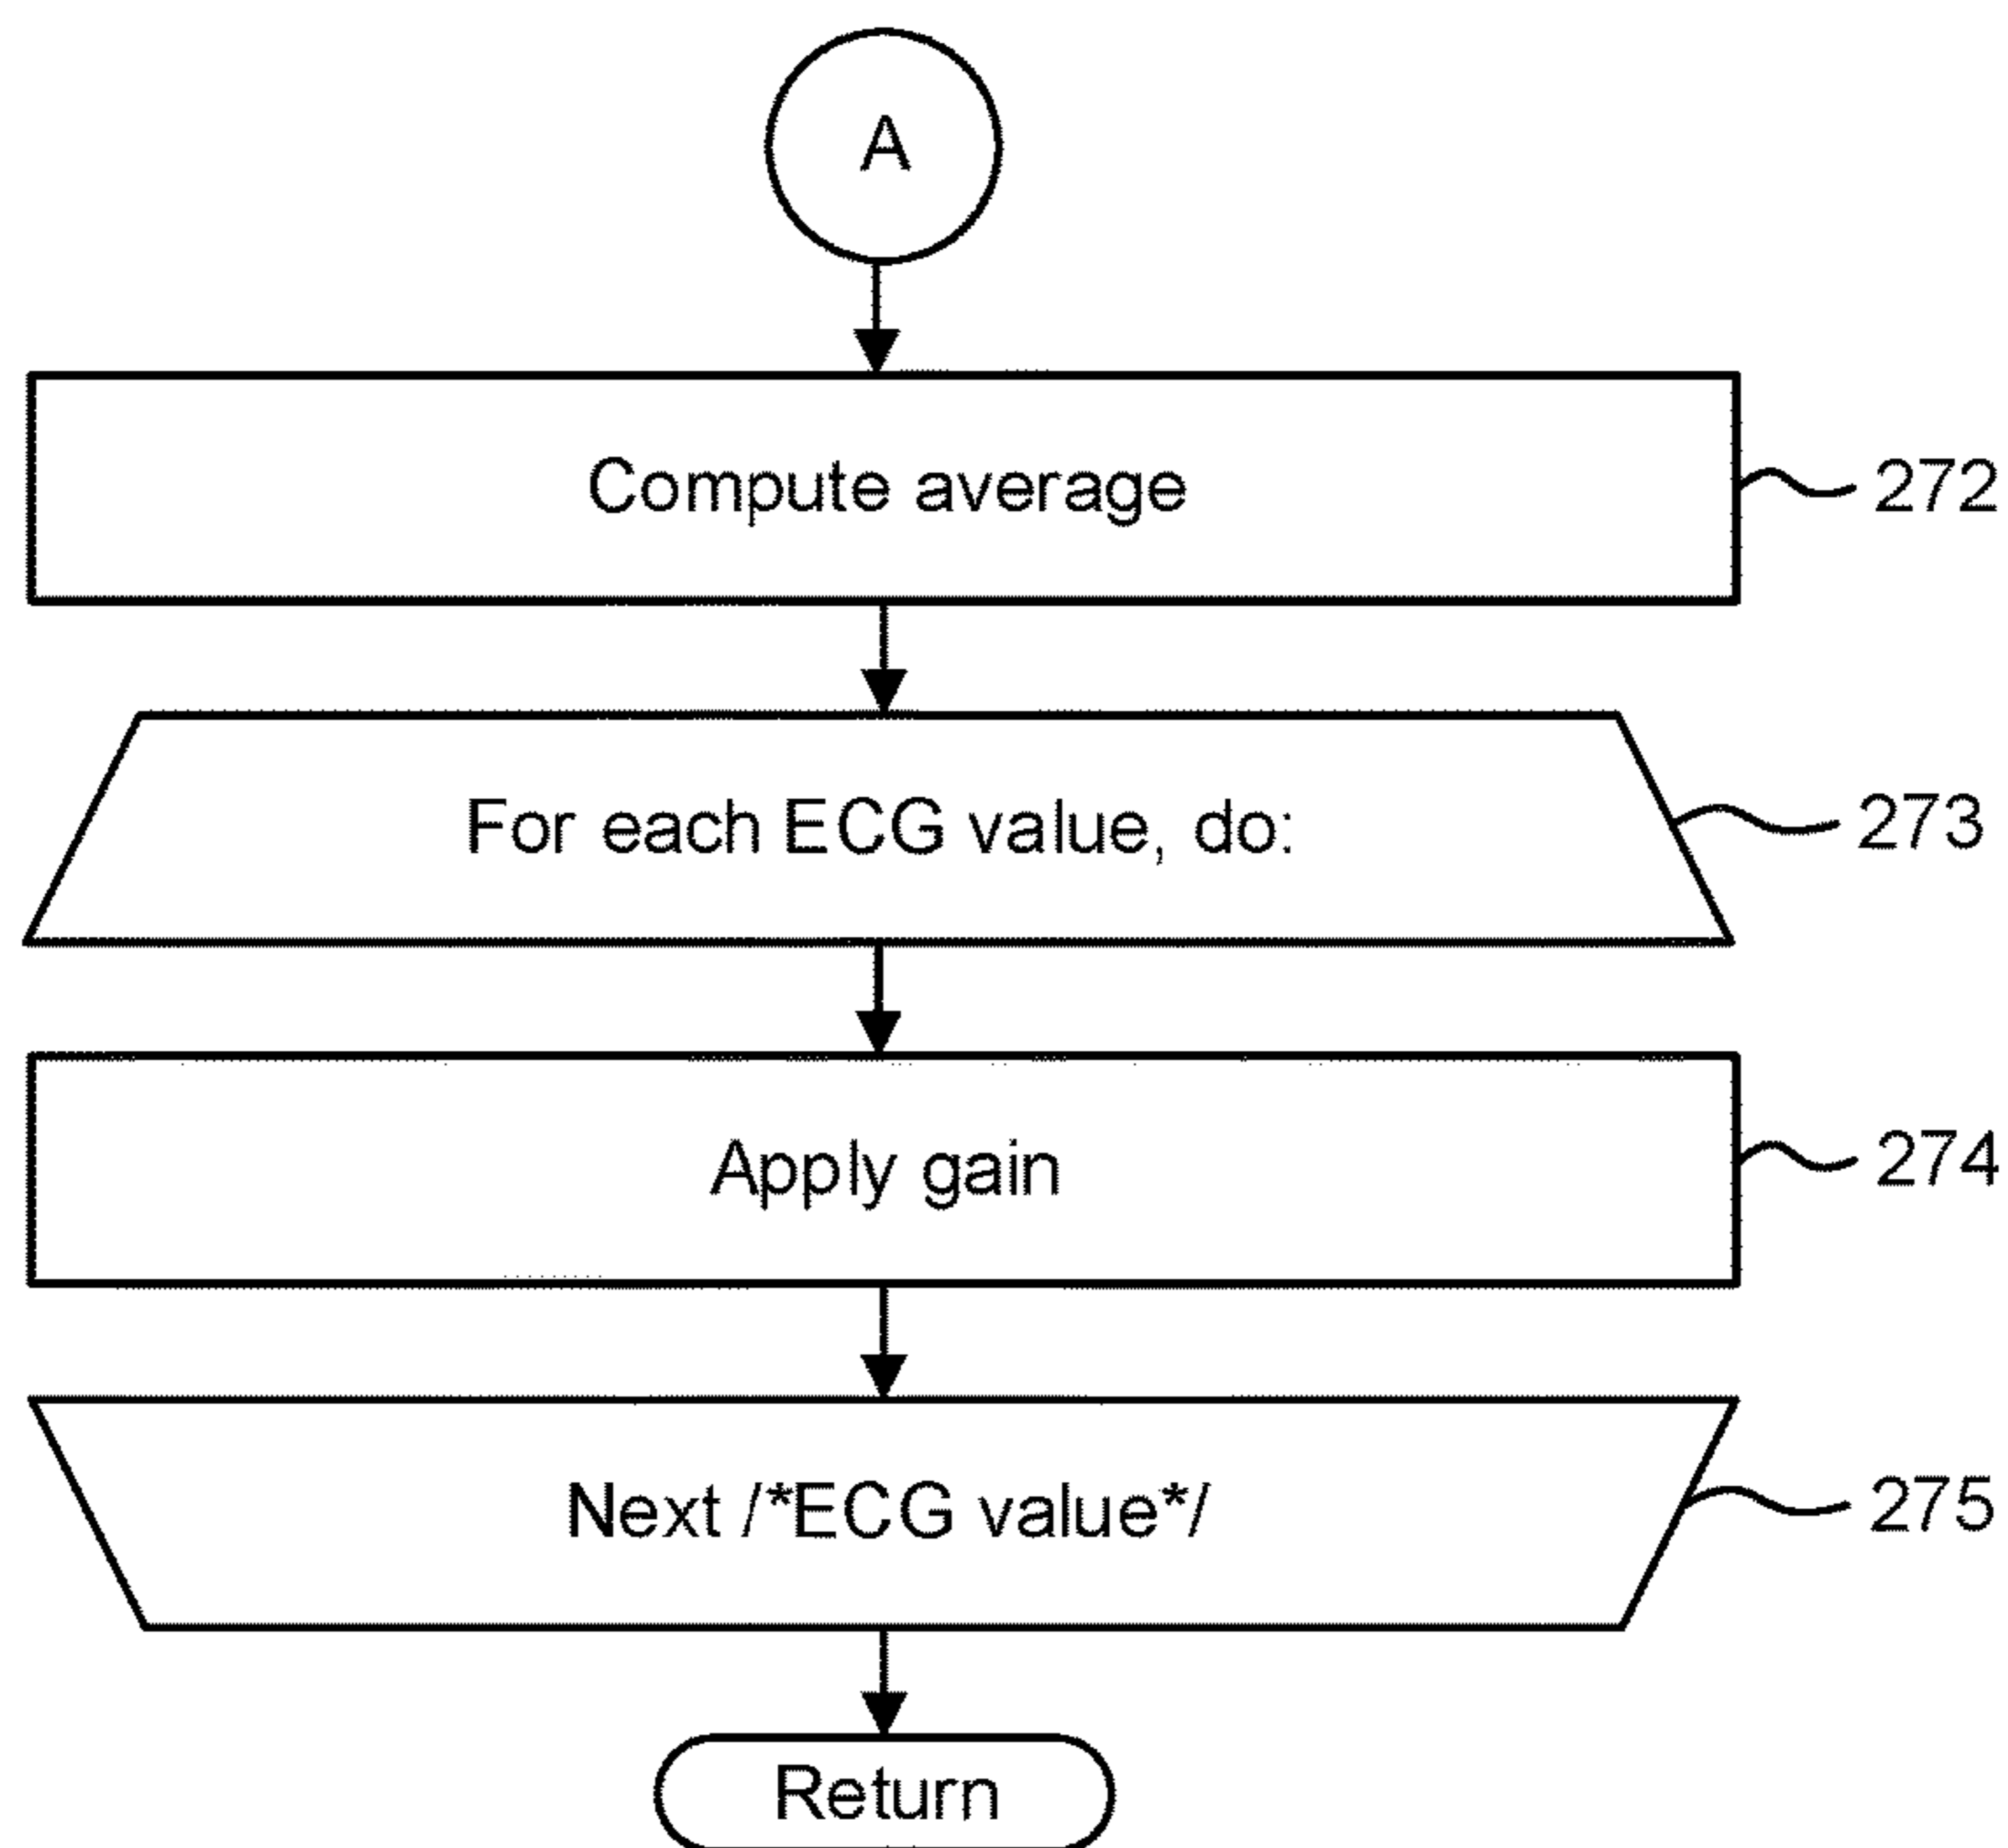 A
Compute average
272
For each ECG value, do:
273
Apply gain
274
Next /*ECG value*/
275
Return